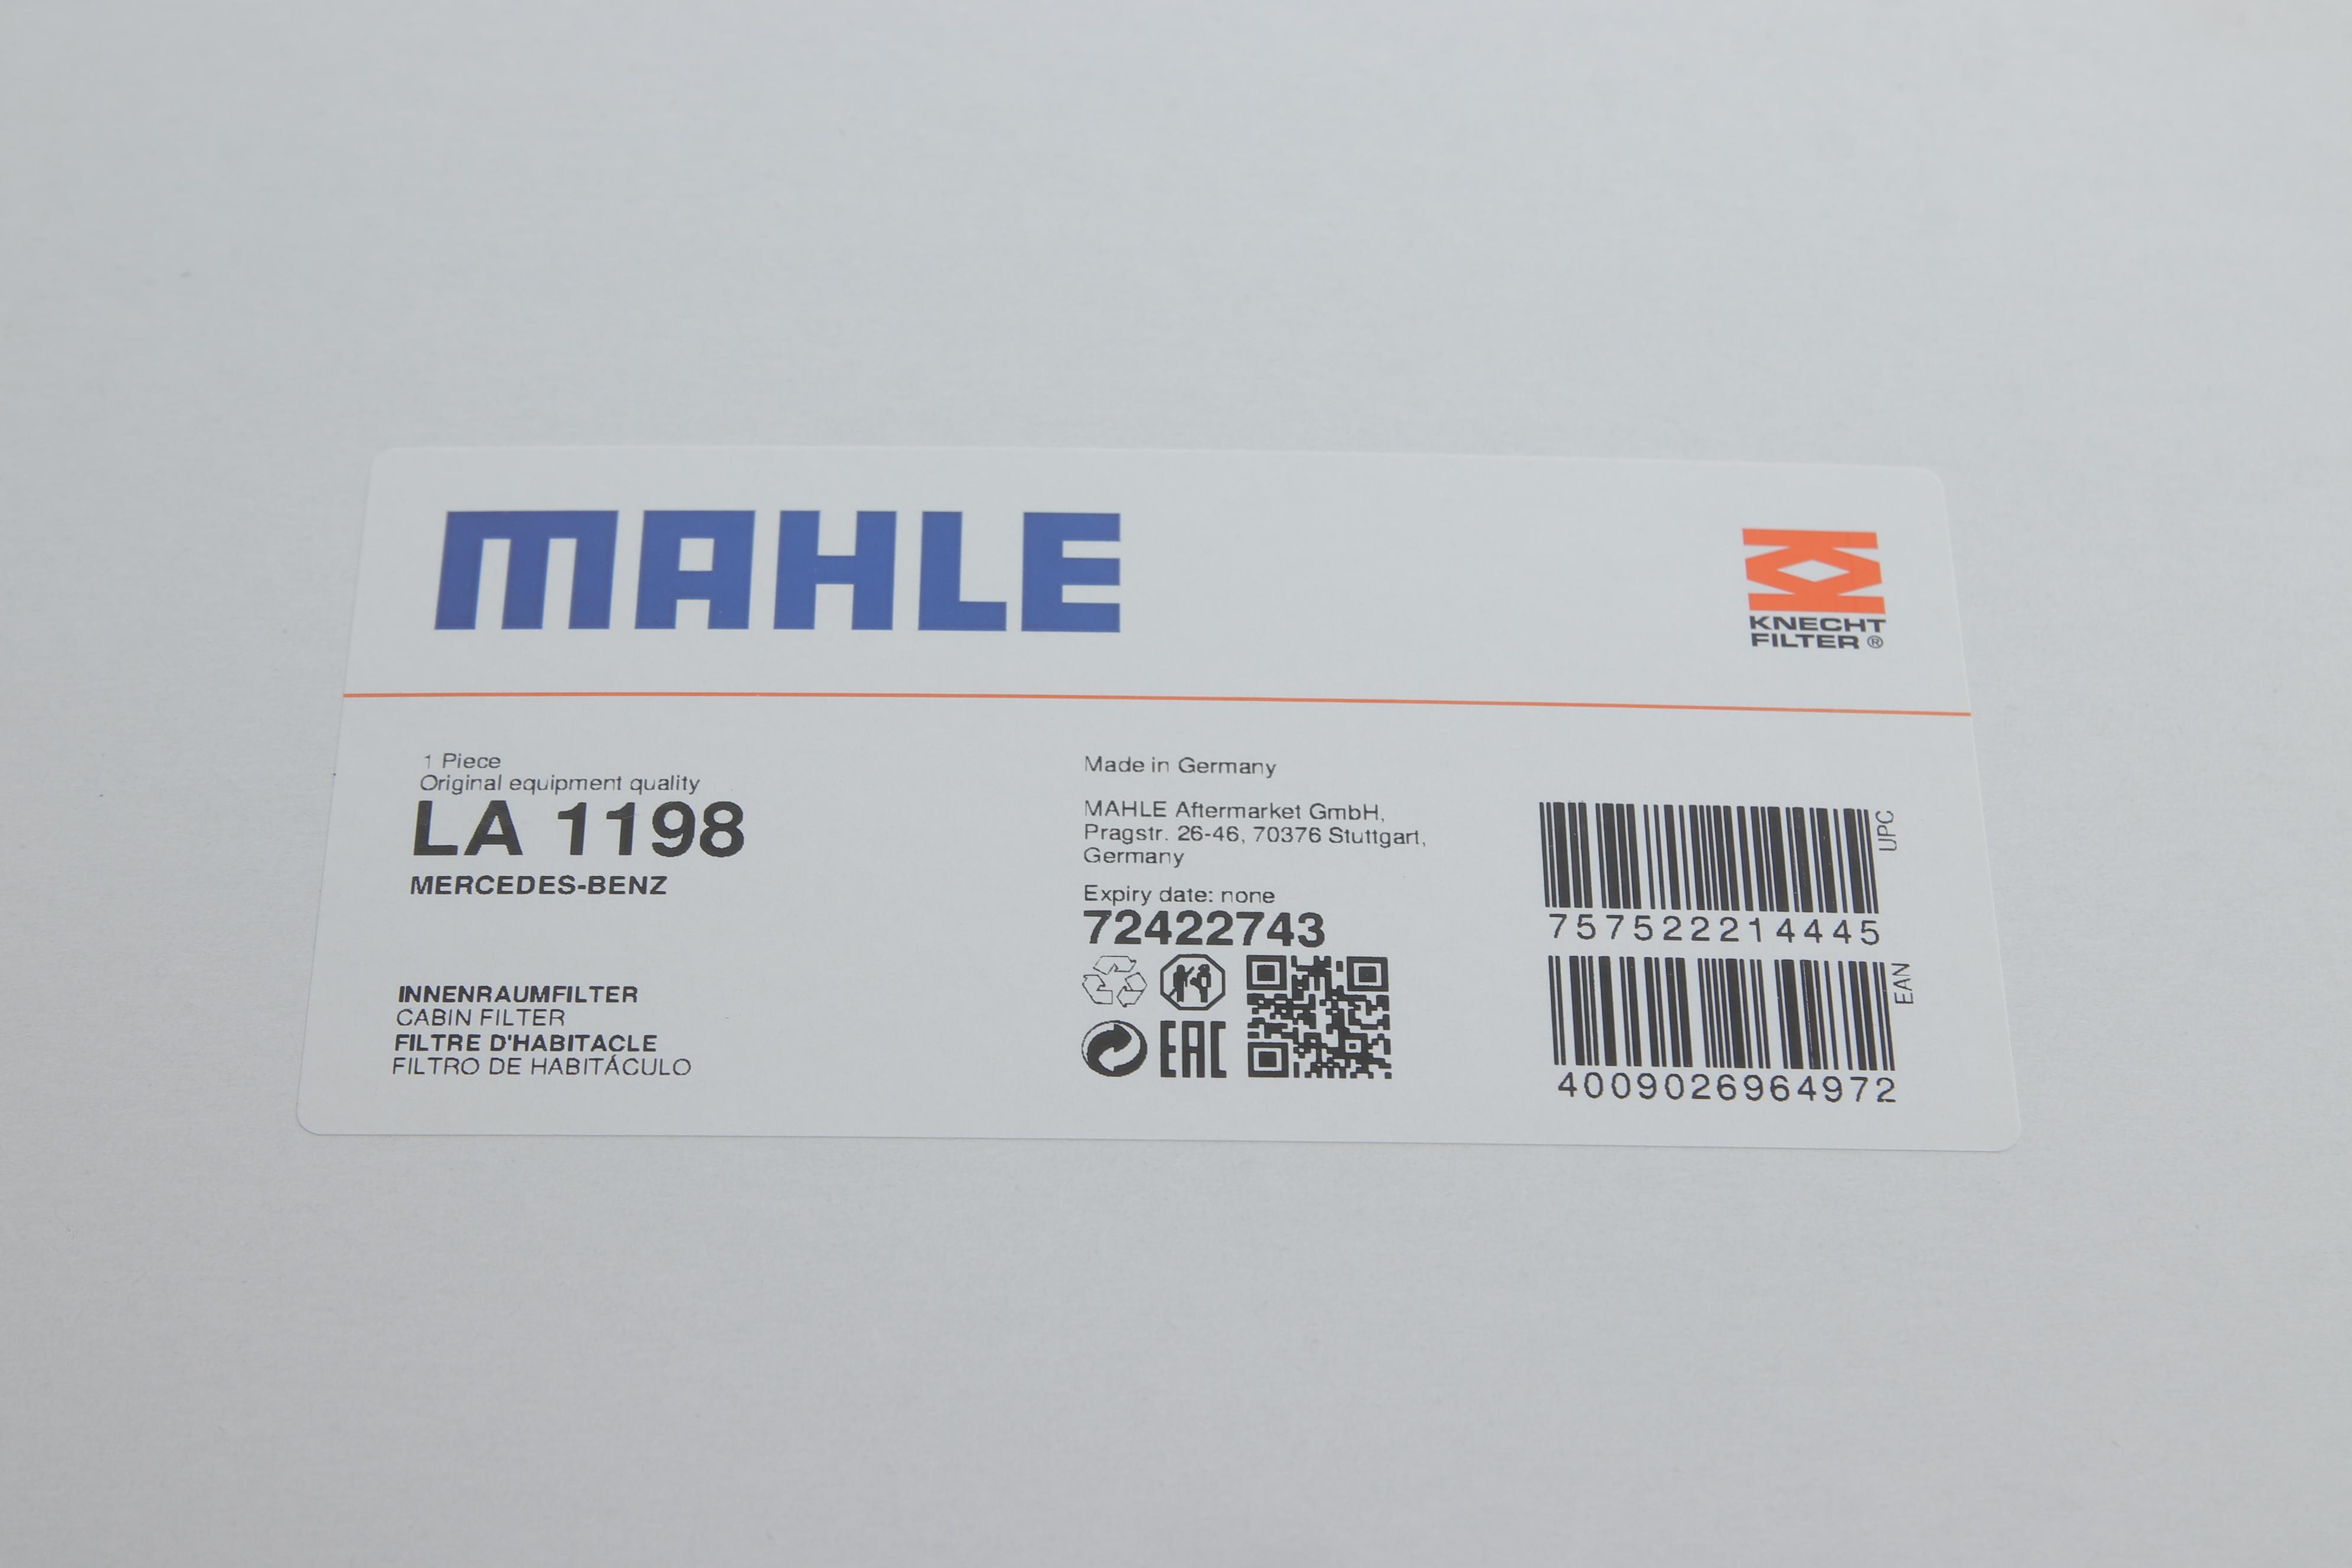 MAHLE
KNECHT
FILTER ®
1 Piece
Original equipment quality
LA 1198
MERCEDES-BENZ
INNENRAUMFILTER
CABIN FILTER
FILTRE D'HABITACLE
FILTRO DE HABITÁCULO
Made in Germany
MAHLE Aftermarket GmbH,
Pragstr. 26-46, 70376 Stuttgart,
Germany
Expiry date: none
72422743
EAC
UPC
757522214445
EAN
4009026964972